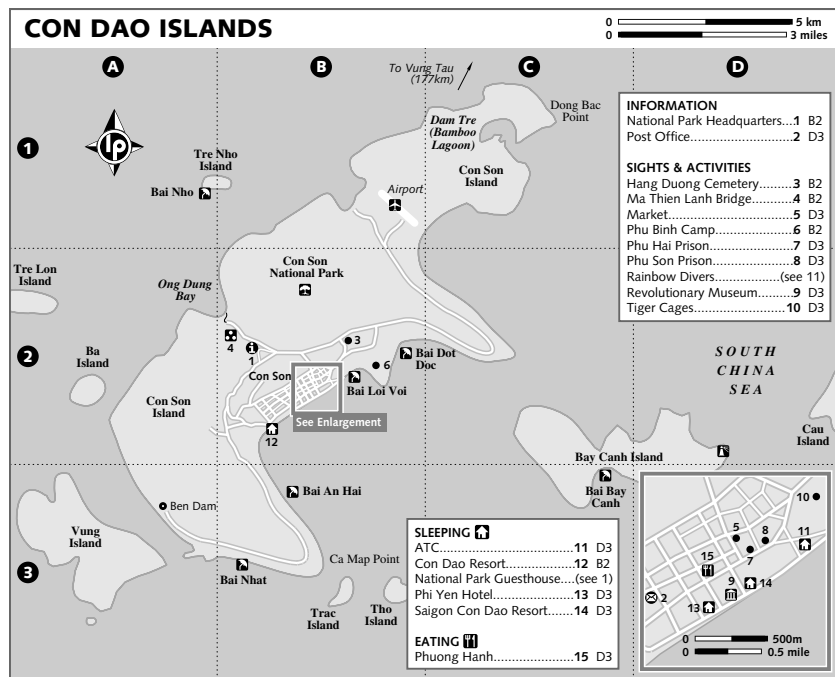 CON DAO ISLANDS
0 5 km
0 3 miles
A
B
C
D
To Vung Tau
(177km)
Dong Bac
Point
Dam Tre
(Bamboo
Lagoon)
1
lp
Tre Nho
Island
Bai Nho
Airport
Con Son
Island
INFORMATION
National Park Headquarters...1 B2
Post Office.....................2 D3
SIGHTS & ACTIVITIES
Hang Duong Cemetery.........3 B2
Ma Thien Lanh Bridge.........4 B2
Market.........................5 D3
Phu Binh Camp.................6 B2
Phu Hai Prison.................7 D3
Phu Son Prison.................8 D3
Rainbow Divers...............(see 11)
Revolutionary Museum.........9 D3
Tiger Cages....................10 D3
Con Son
National Park
Tre Lon
Island
Ong Dung
Bay
2
4
1
3
6
Bai Dot
Doc
Ba
Island
Con Son
Bai Loi Voi
SOUTH
CHINA
SEA
Con Son
Island
See Enlargement
12
Cau
Island
Bay Canh Island
Bai Bay
Canh
Bai An Hai
Ben Dam
Vung
Island
3
Bai Nhat
Ca Map Point
Trac
Island
Tho
Island
SLEEPING
ATC............................11 D3
Con Dao Resort................12 B2
National Park Guesthouse....(see 1)
Phi Yen Hotel..................13 D3
Saigon Con Dao Resort........14 D3
EATING
Phuong Hanh...................15 D3
10
5
8
11
7
15
9
14
2
13
0 500m
0 0.5 mile